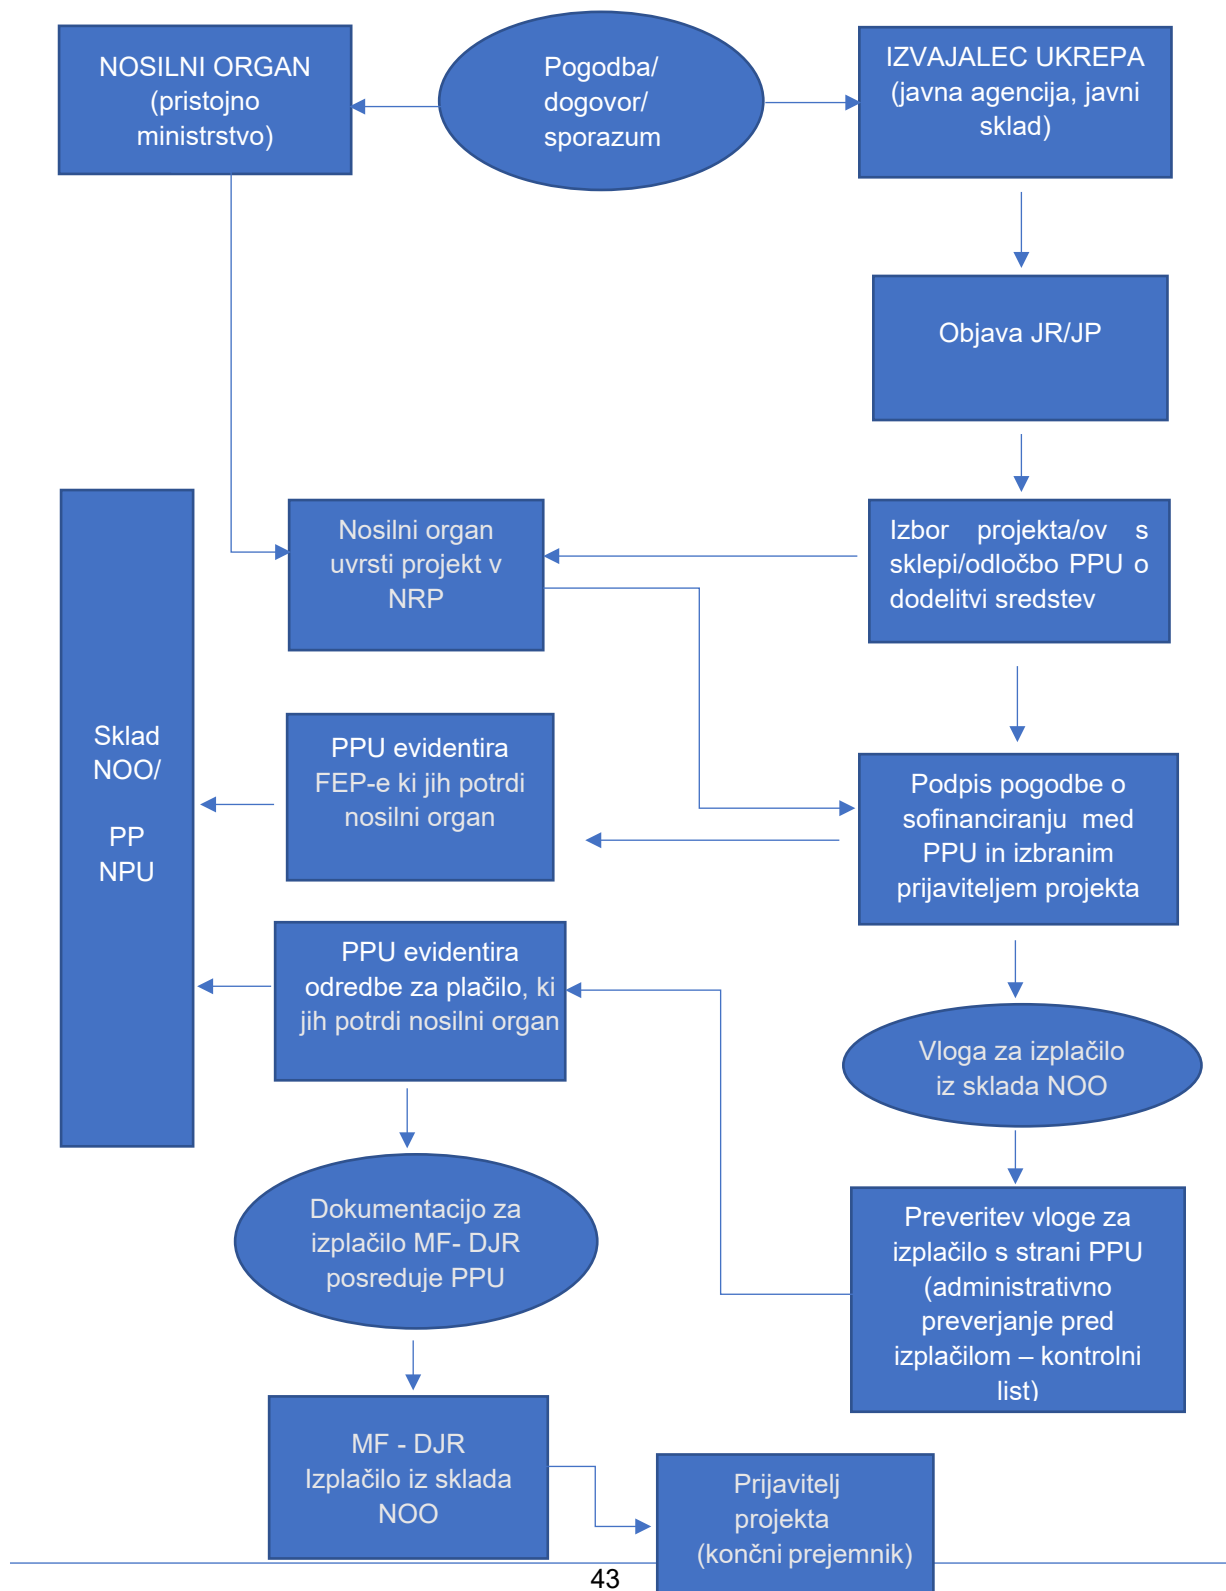 NOSILNI ORGAN
(pristojno
ministrstvo)
Pogodba/
dogovor/
sporazum
IZVAJALEC UKREPA
(javna agencija, javni
sklad)
Objava JR/JP
Nosilni organ
uvrsti projekt v
NRP
Izbor projekta/ov s
sklepi/odločbo PPU o
dodelitvi sredstev
Sklad
NOO/
PP
NPU
PPU evidentira
FEP-e ki jih potrdi
nosilni organ
Podpis pogodbe o
sofinanciranju med
PPU in izbranim
prijaviteljem projekta
PPU evidentira
odredbe za plačilo, ki
jih potrdi nosilni organ
Vloga za izplačilo
iz sklada NOO
Dokumentacijo za
izplačilo MF- DJR
posreduje PPU
Preveritev vloge za
izplačilo s strani PPU
(administrativno
preverjanje pred
izplačilom – kontrolni
list)
MF - DJR
Izplačilo iz sklada
NOO
Prijavitelj
projekta
(končni prejemnik)
43